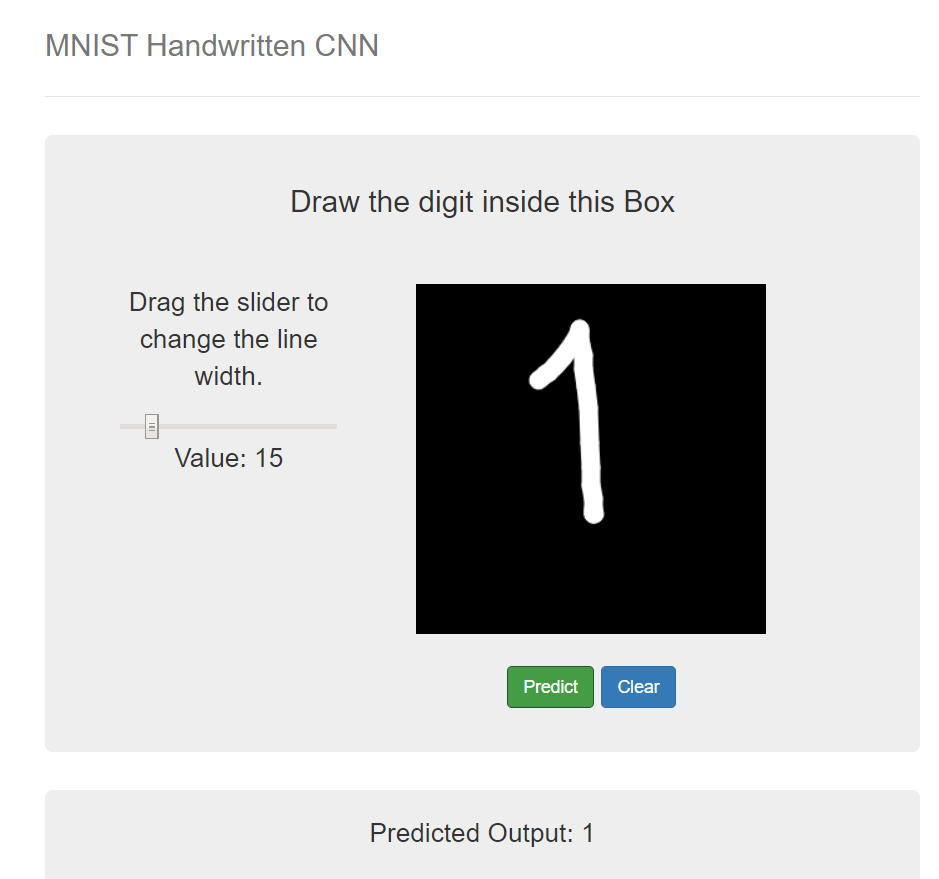 MNIST Handwritten CNN
Draw the digit inside this Box
Drag the slider to
change the line
width.
Value: 15
1
Predict
Clear
Predicted Output: 1